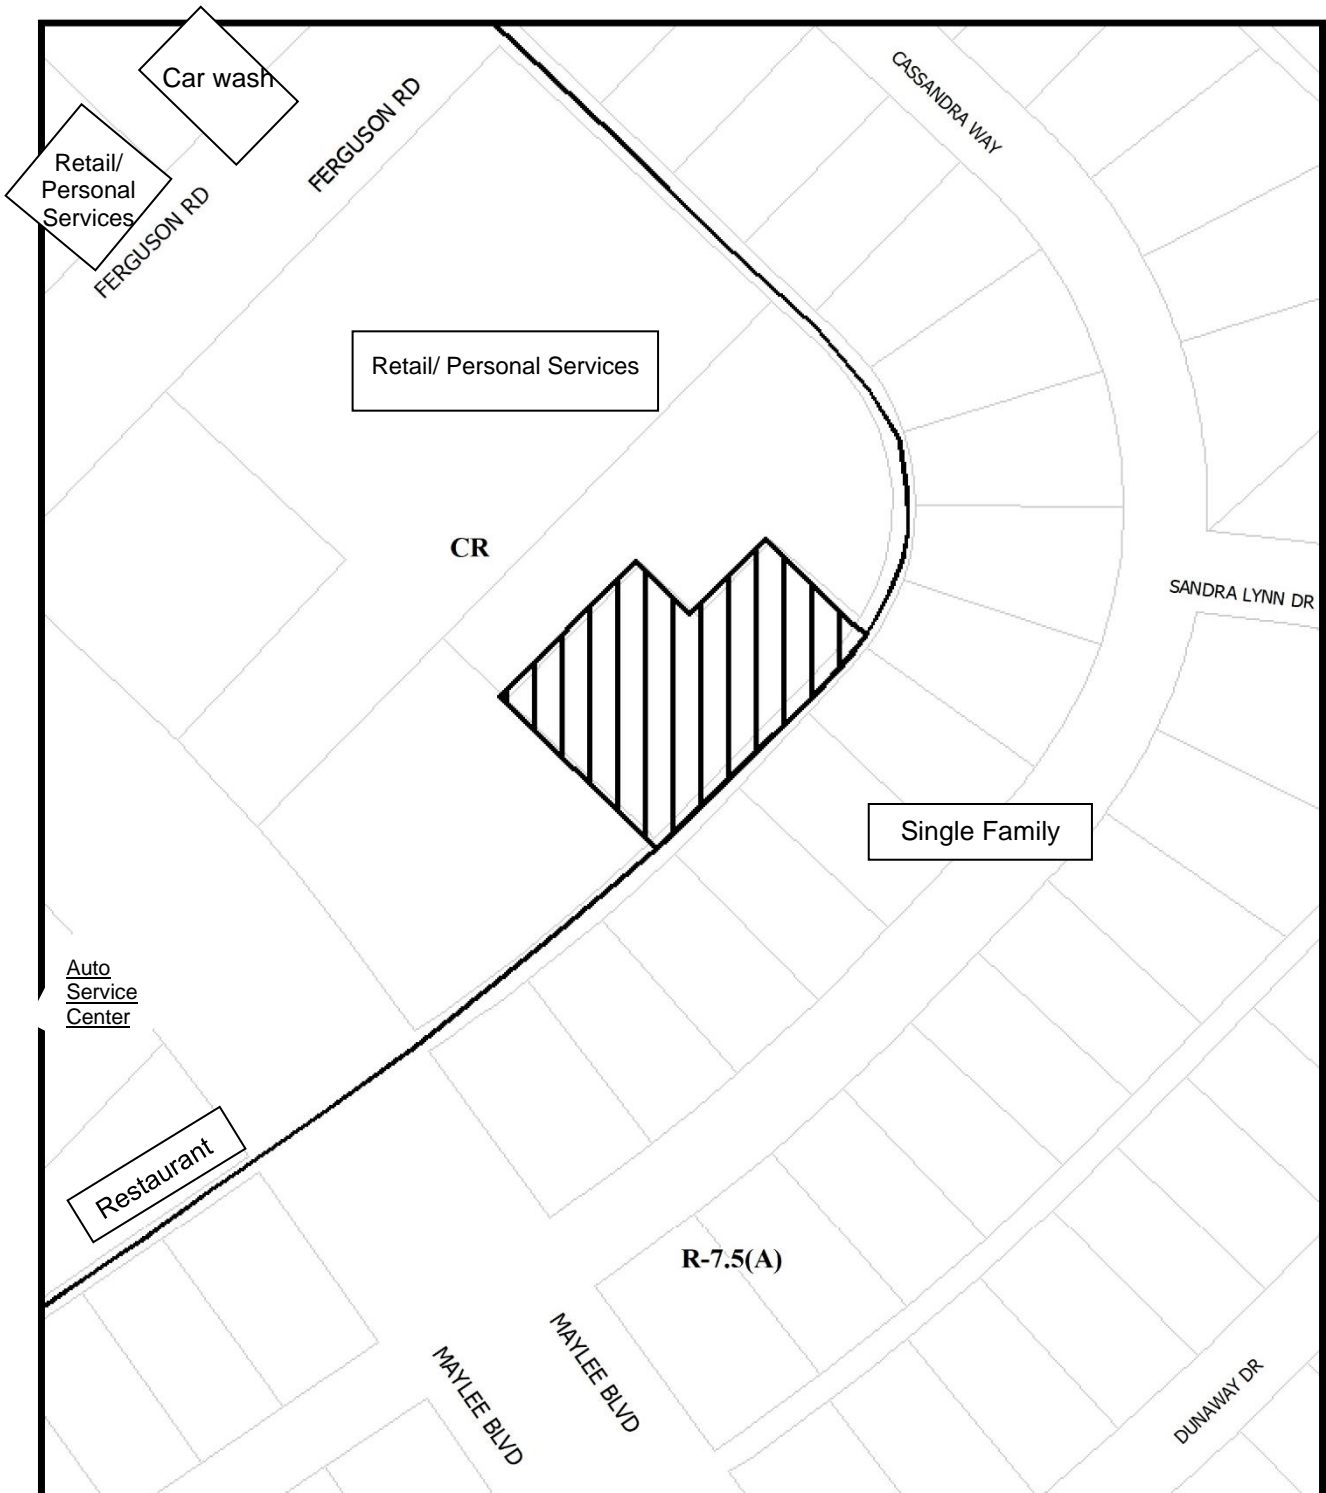 Car wash
FERGUSON RD
CASSANDRA WAY
Retail/
Personal
Services
FERGUSON RD
Retail/ Personal Services
CR
SANDRA LYNN DR
Single Family
Auto
Service
Center
Restaurant
R-7.5(A)
MAYLEE BLVD
MAYLEE BLVD
DUNAWAY DR